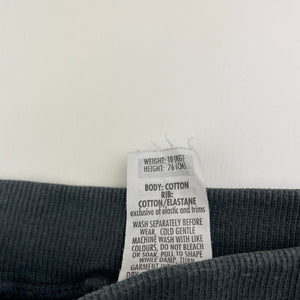 WEIGHT: 10 (KG)
HEIGHT: 76 (CM)
BODY: COTTON
RIB:
COTTON/ELASTANE
exclusive of elastic and trims
WASH SEPARATELY BEFORE
WEAR, COLD GENTLE
MACHINE WASH WITH LIKE
COLOURS, DO NOT BLEACH
OR SOAK, PULL TO SHAPE
WHILE DAMP, TURN
GARMENT